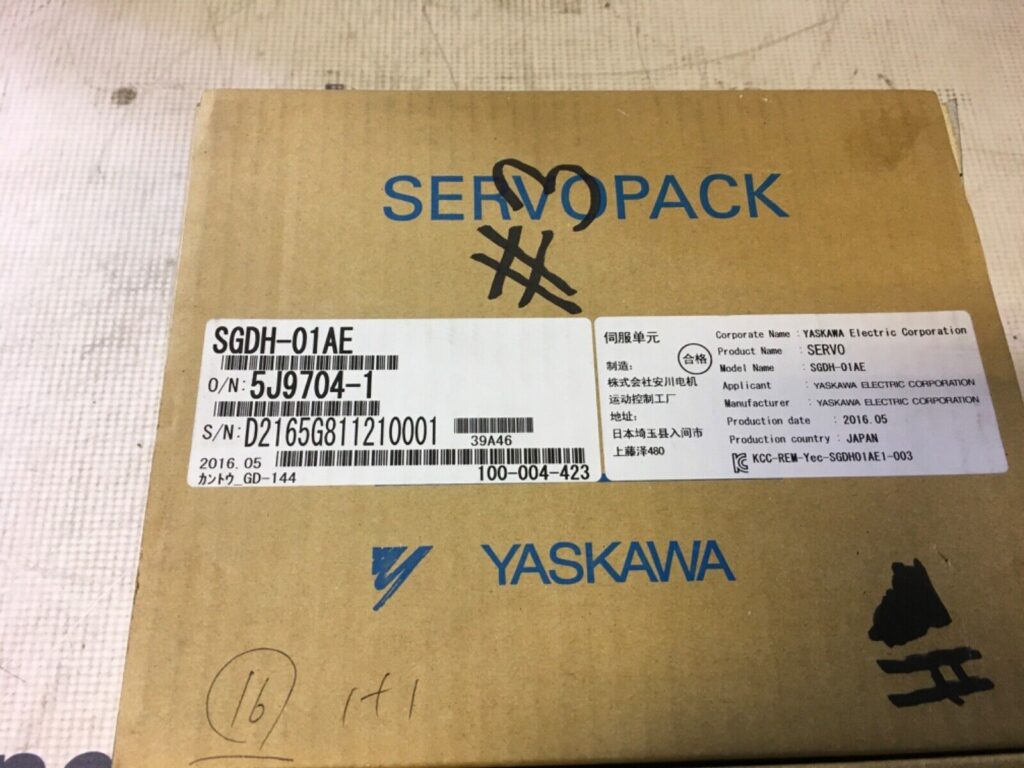 SERVOPACK
#3
SGDH-01AE
O/N: 5J9704-1
S/N: D2165G811210001
39A46
2016.05
カントウ_GD-144
100-004-423
伺服单元
合格
制造:
株式会社安川电机
运动控制工厂
地址:
日本埼玉县入间市
上藤泽480
Corporate Name : YASKAWA Electric Corporation
Product Name : SERVO
Model Name : SGDH-01AE
Applicant : YASKAWA ELECTRIC CORPORATION
Manufacturer : YASKAWA ELECTRIC CORPORATION
Production date : 2016.05
Production country : JAPAN
KCC-REM-Yec-SGDH01AE1-003
YASKAWA
16
1+1